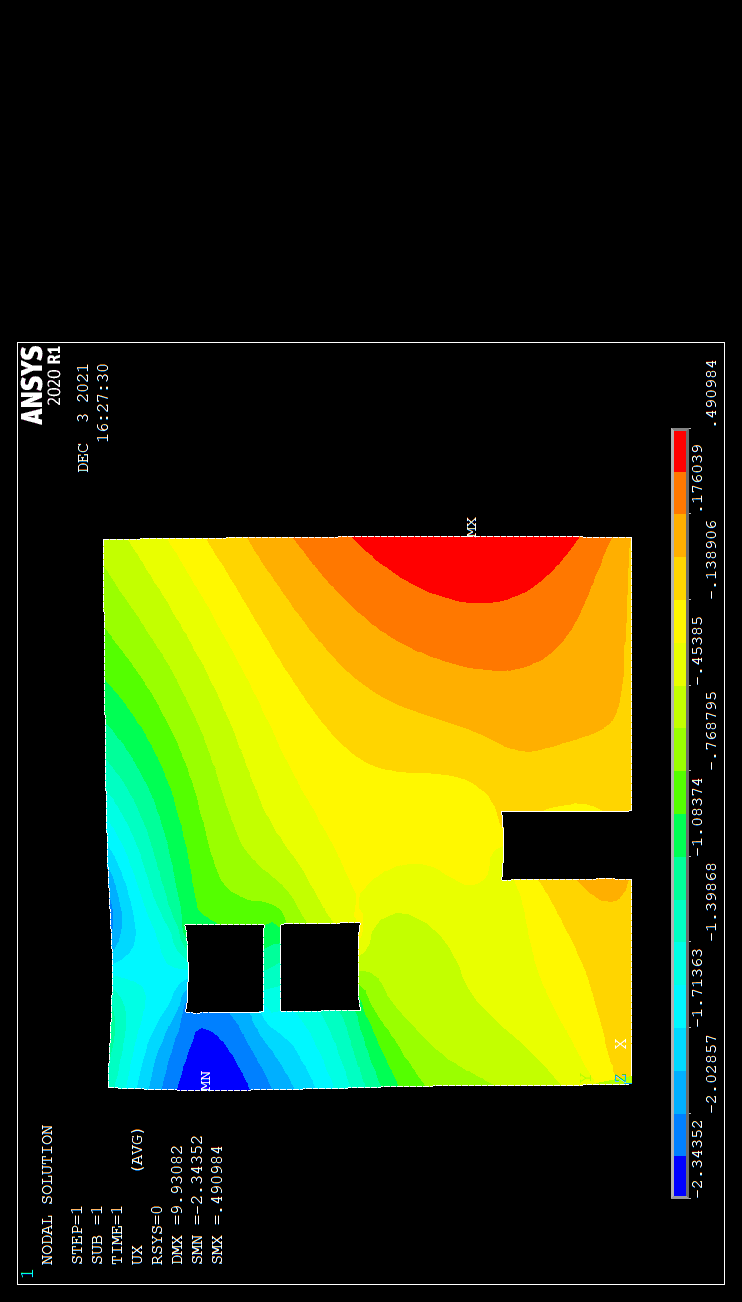 1
NODAL SOLUTION
STEP=1
SUB =1
TIME=1
UX (AVG)
RSYS=0
DMX =9.93082
SMN =-2.34352
SMX =.490984
ANSYS
2020 R1
DEC 3 2021
16:27:30
MN
MX
Y
Z X
-2.34352
-2.02857
-1.71363
-1.39868
-1.08374
-.768795
-.45385
-.138906
.176039
.490984